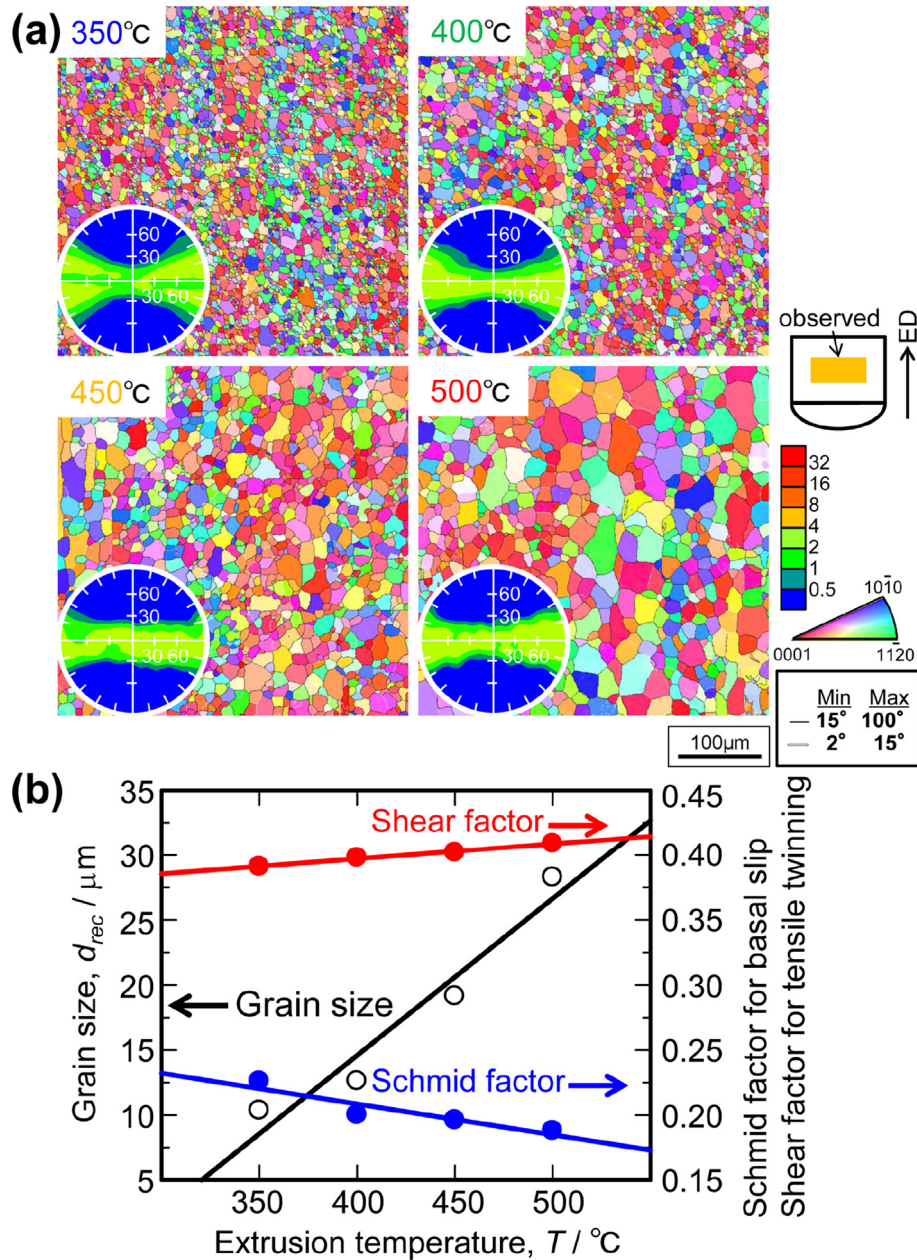 (a)
350°C
400°C
60
30
30 60
60
30
30 60
450°C
500°C
60
30
30 60
60
30
30 60
observed
ED
32
16
8
4
2
1
0.5
101̄0
0001
112̄0
Min Max
15° 100°
2° 15°
100μm
(b)
35
30
25
20
15
10
5
Grain size, d_rec / μm
0.45
0.40
0.35
0.30
0.25
0.20
0.15
Schmid factor for basal slip
Shear factor for tensile twinning
Shear factor
Grain size
Schmid factor
350 400 450 500
Extrusion temperature, T / °C